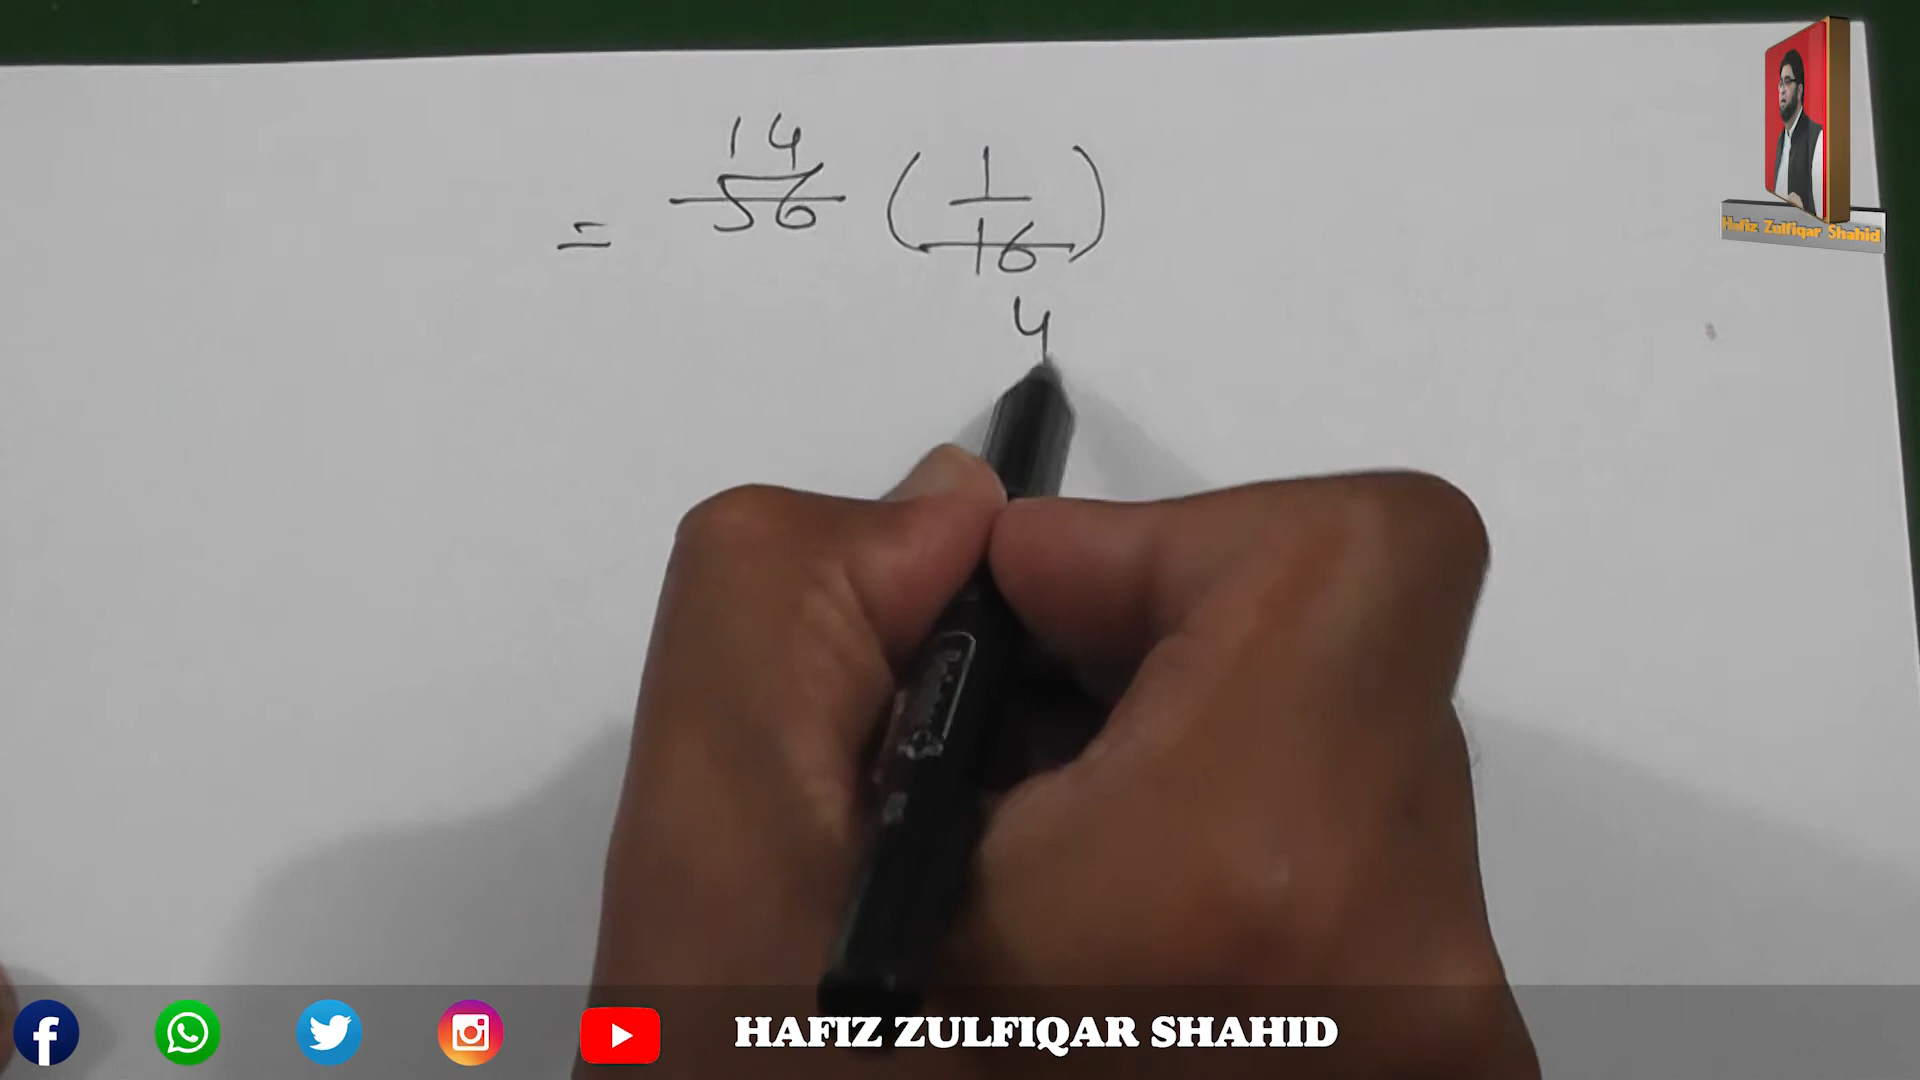 14
= 56 ( 1 / 16 )
4
Hafiz Zulfiqar Shahid
HAFIZ ZULFIQAR SHAHID